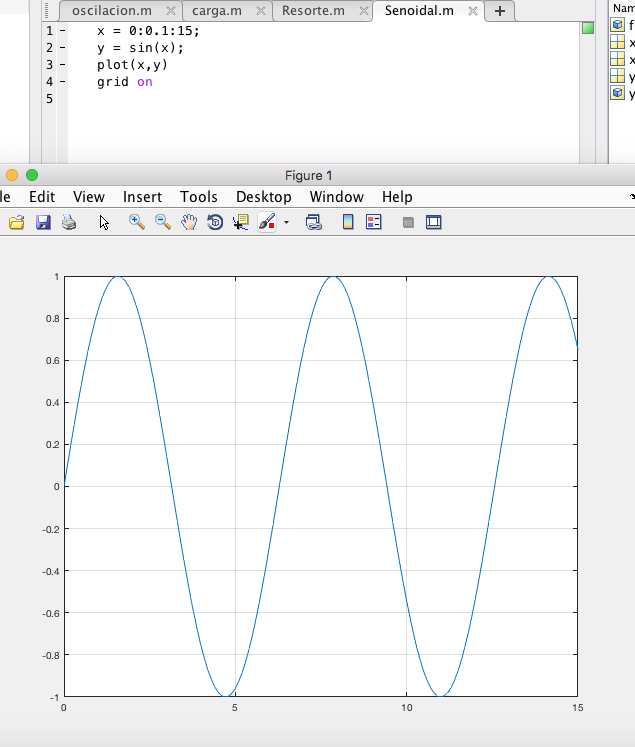 oscilacion.m × carga.m × Resorte.m × Senoidal.m × +
Nam
1 - x = 0:0.1:15;
2 - y = sin(x);
3 - plot(x,y)
4 - grid on
5
f
x
x
y
y
Figure 1
le Edit View Insert Tools Desktop Window Help
1
0.8
0.6
0.4
0.2
0
-0.2
-0.4
-0.6
-0.8
-1
0 5 10 15